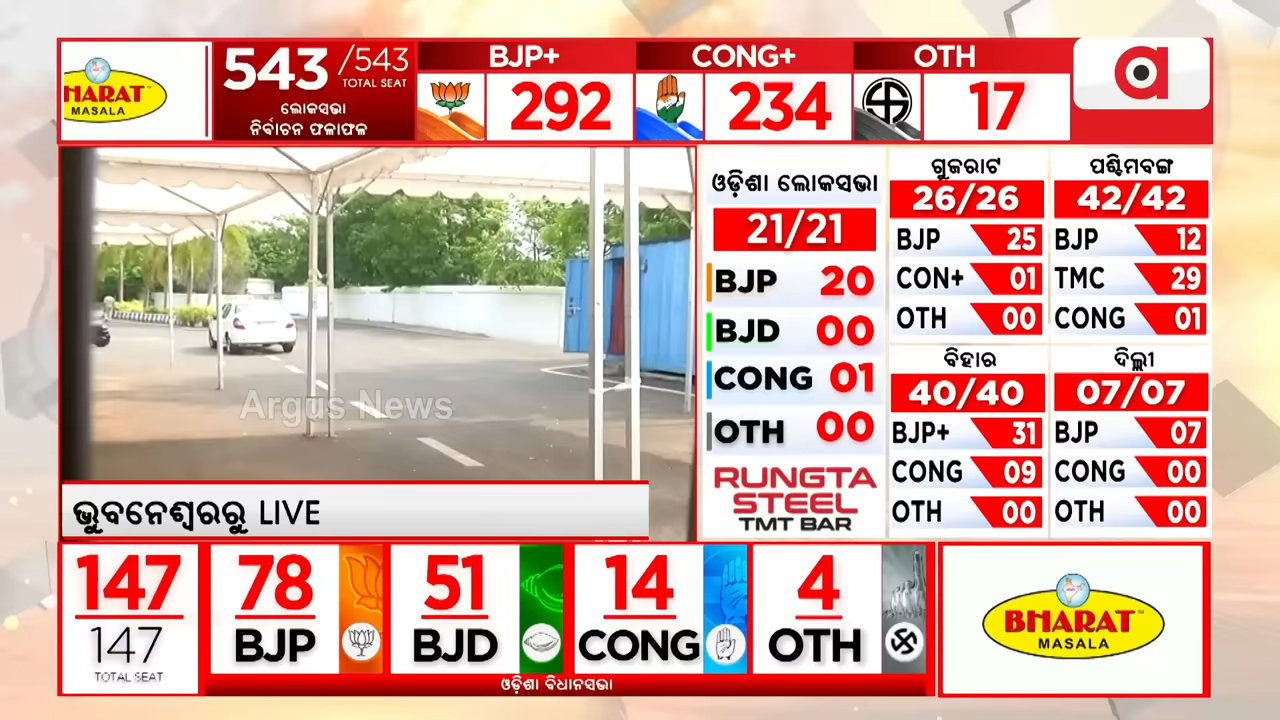 BHARAT™
MASALA
543 /543
TOTAL SEAT
ଲୋକସଭା
ନିର୍ବାଚନ ଫଳାଫଳ
BJP+
292
CONG+
234
OTH
17
a
ଓଡ଼ିଶା ଲୋକସଭା
21/21
BJP 20
BJD 00
CONG 01
OTH 00
RUNGTA
STEEL
TMT BAR
ଗୁଜରାଟ
26/26
BJP 25
CON+ 01
OTH 00
ପଶ୍ଚିମବଙ୍ଗ
42/42
BJP 12
TMC 29
CONG 01
ବିହାର
40/40
BJP+ 31
CONG 09
OTH 00
ଦିଲ୍ଲୀ
07/07
BJP 07
CONG 00
OTH 00
Argus News
ଭୁବନେଶ୍ୱରରୁ LIVE
147
147
TOTAL SEAT
78
BJP
51
BJD
14
CONG
4
OTH
ଓଡ଼ିଶା ବିଧାନସଭା
BHARAT™
MASALA